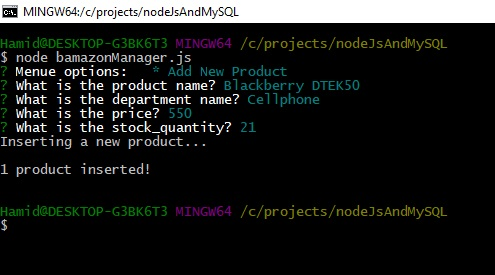 MINGW64:/c/projects/nodeJsAndMySQL
Hamid@DESKTOP-G3BK6T3 MINGW64 /c/projects/nodeJsAndMySQL
$ node bamazonManager.js
? Menue options:   * Add New Product
? What is the product name? Blackberry DTEK50
? What is the department name? Cellphone
? What is the price? 550
? What is the stock_quantity? 21
Inserting a new product...
1 product inserted!
Hamid@DESKTOP-G3BK6T3 MINGW64 /c/projects/nodeJsAndMySQL
$